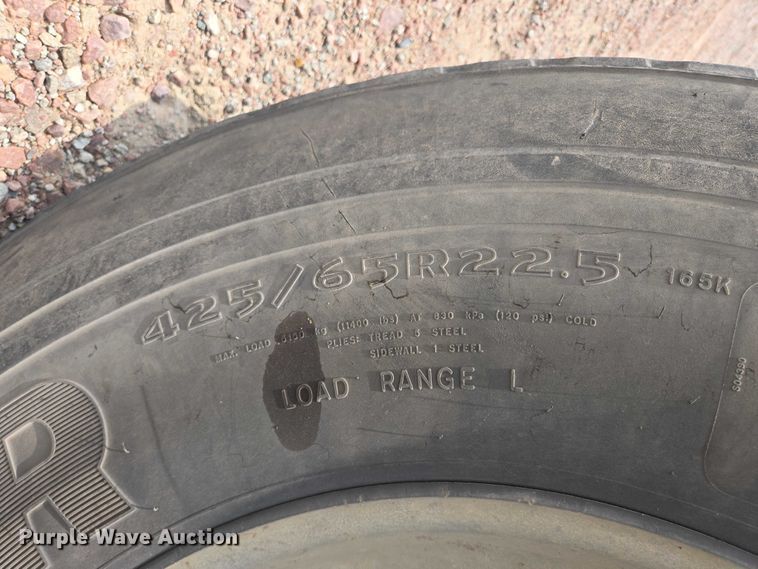 425/65R22.5 165K
MAX. LOAD 5150 kg (11400 lbs) AT 830 kPa (120 psi) COLD
PLIES: TREAD 5 STEEL
SIDEWALL 1 STEEL
LOAD RANGE L
S04390
R
Purple Wave Auction